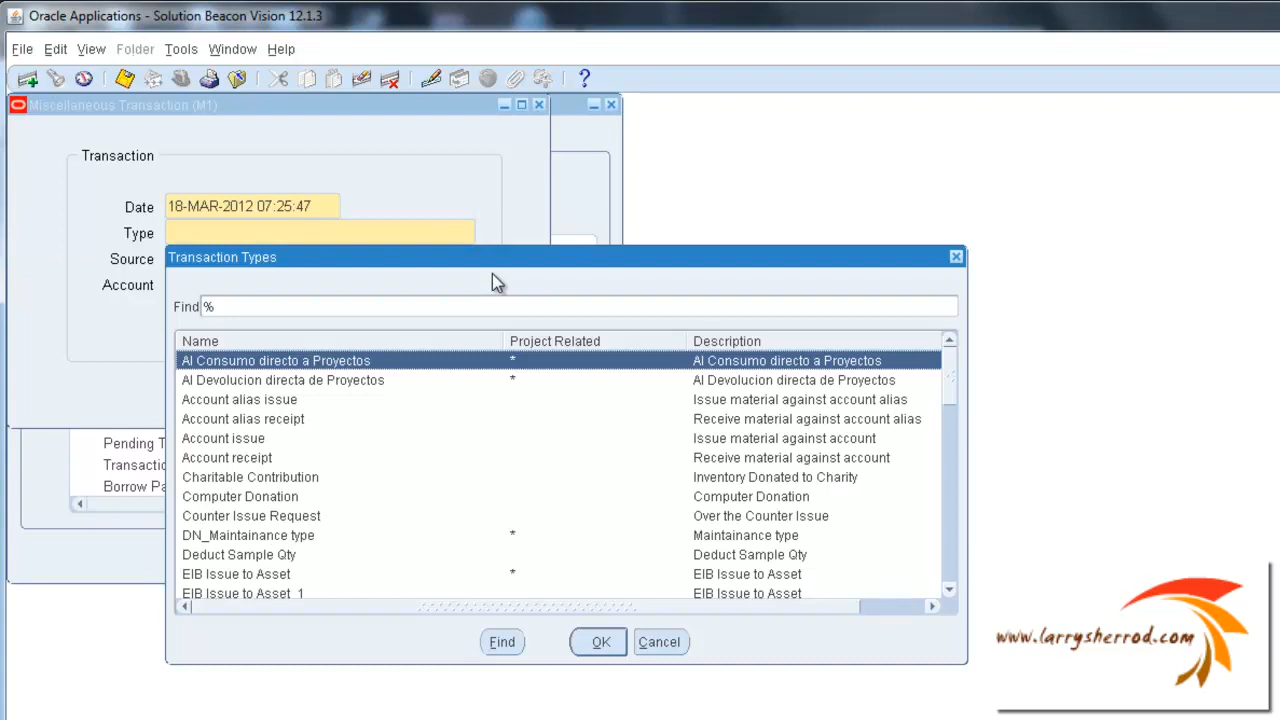 Oracle Applications - Solution Beacon Vision 12.1.3
File Edit View Folder Tools Window Help
Miscellaneous Transaction (M1)
Transaction
Date 18-MAR-2012 07:25:47
Type
Source
Account
Transaction Types
Find %
Name Project Related Description
AI Consumo directo a Proyectos * AI Consumo directo a Proyectos
AI Devolucion directa de Proyectos * AI Devolucion directa de Proyectos
Account alias issue Issue material against account alias
Account alias receipt Receive material against account alias
Account issue Issue material against account
Account receipt Receive material against account
Charitable Contribution Inventory Donated to Charity
Computer Donation Computer Donation
Counter Issue Request Over the Counter Issue
DN_Maintainance type * Maintainance type
Deduct Sample Qty Deduct Sample Qty
EIB Issue to Asset * EIB Issue to Asset
EIB Issue to Asset 1 EIB Issue to Asset
Find OK Cancel
Pending T
Transactio
Borrow Pa
www.larrysherrod.com